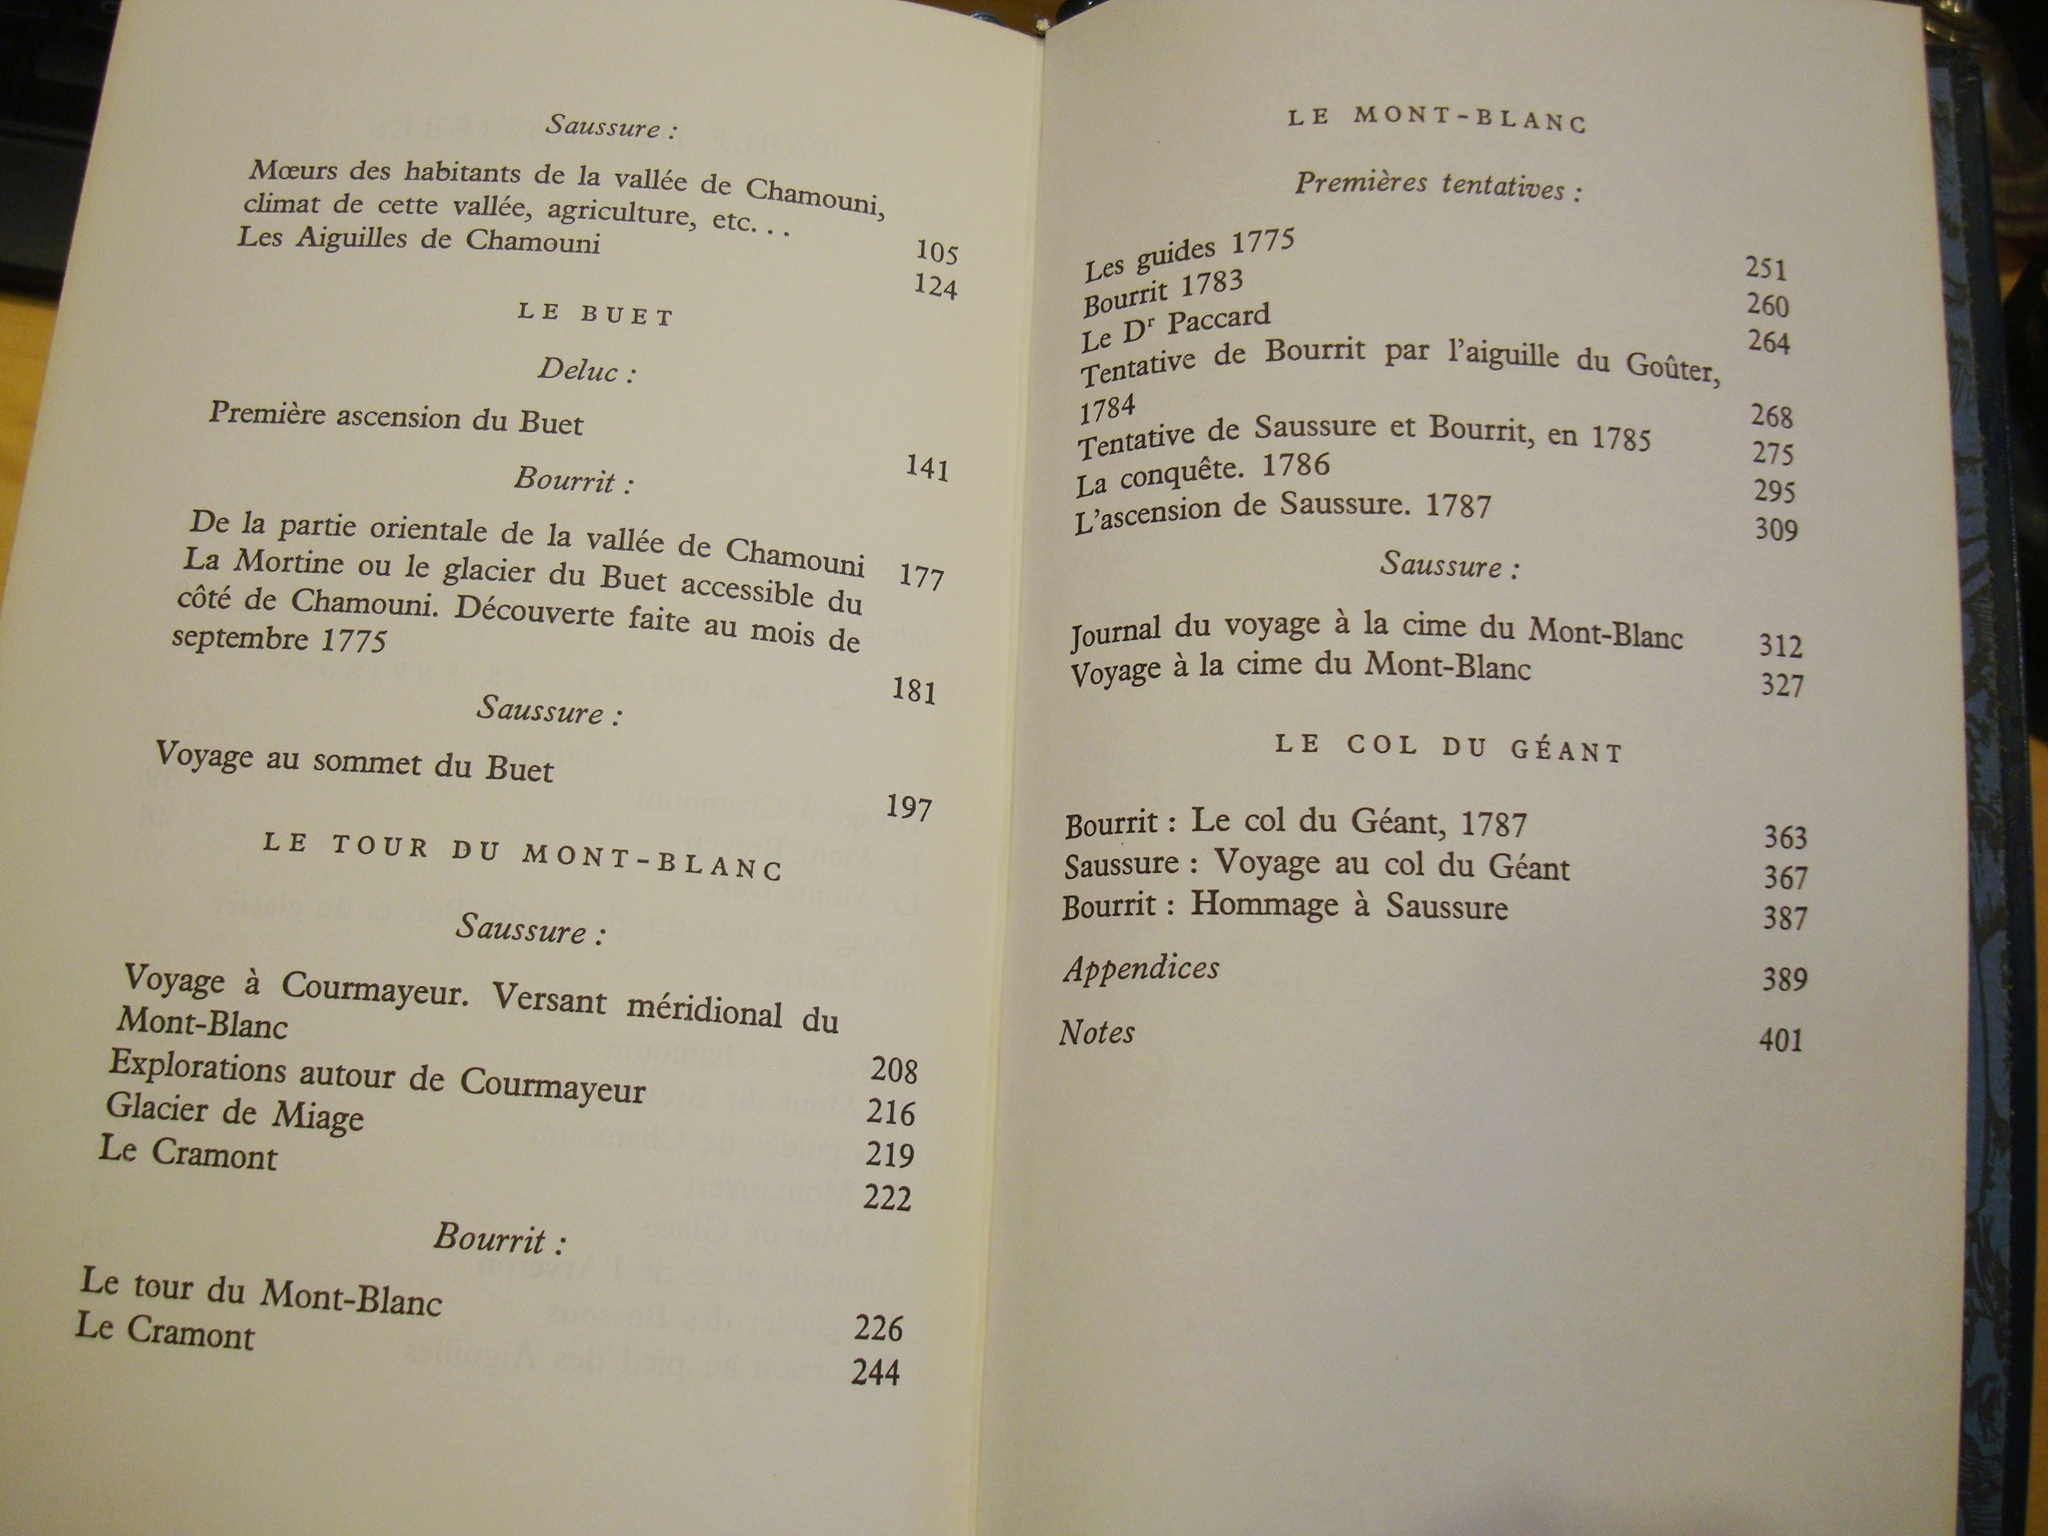 Saussure :
Mœurs des habitants de la vallée de Chamouni,
climat de cette vallée, agriculture, etc. . . 105
Les Aiguilles de Chamouni 124
LE BUET
Deluc :
Première ascension du Buet 141
Bourrit :
De la partie orientale de la vallée de Chamouni 177
La Mortine ou le glacier du Buet accessible du
côté de Chamouni. Découverte faite au mois de
septembre 1775 181
Saussure :
Voyage au sommet du Buet 197
LE TOUR DU MONT-BLANC
Saussure :
Voyage à Courmayeur. Versant méridional du
Mont-Blanc 208
Explorations autour de Courmayeur 216
Glacier de Miage 219
Le Cramont 222
Bourrit :
Le tour du Mont-Blanc 226
Le Cramont 244
LE MONT-BLANC
Premières tentatives :
Les guides 1775 251
Bourrit 1783 260
Le Dr Paccard 264
Tentative de Bourrit par l'aiguille du Goûter,
1784 268
Tentative de Saussure et Bourrit, en 1785 275
La conquête. 1786 295
L'ascension de Saussure. 1787 309
Saussure :
Journal du voyage à la cime du Mont-Blanc 312
Voyage à la cime du Mont-Blanc 327
LE COL DU GÉANT
Bourrit : Le col du Géant, 1787 363
Saussure : Voyage au col du Géant 367
Bourrit : Hommage à Saussure 387
Appendices 389
Notes 401